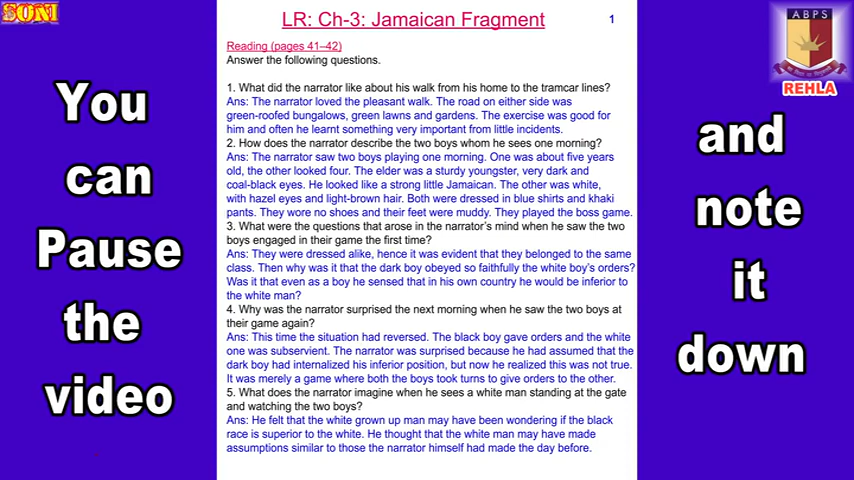 SONI
LR: Ch-3: Jamaican Fragment
1
ABPS
REHLA
Reading (pages 41–42)
Answer the following questions.
1. What did the narrator like about his walk from his home to the tramcar lines?
Ans: The narrator loved the pleasant walk. The road on either side was
green-roofed bungalows, green lawns and gardens. The exercise was good for
him and often he learnt something very important from little incidents.
2. How does the narrator describe the two boys whom he sees one morning?
Ans: The narrator saw two boys playing one morning. One was about five years
old, the other looked four. The elder was a sturdy youngster, very dark and
coal-black eyes. He looked like a strong little Jamaican. The other was white,
with hazel eyes and light-brown hair. Both were dressed in blue shirts and khaki
pants. They wore no shoes and their feet were muddy. They played the boss game.
3. What were the questions that arose in the narrator's mind when he saw the two
boys engaged in their game the first time?
Ans: They were dressed alike, hence it was evident that they belonged to the same
class. Then why was it that the dark boy obeyed so faithfully the white boy's orders?
Was it that even as a boy he sensed that in his own country he would be inferior to
the white man?
4. Why was the narrator surprised the next morning when he saw the two boys at
their game again?
Ans: This time the situation had reversed. The black boy gave orders and the white
one was subservient. The narrator was surprised because he had assumed that the
dark boy had internalized his inferior position, but now he realized this was not true.
It was merely a game where both the boys took turns to give orders to the other.
5. What does the narrator imagine when he sees a white man standing at the gate
and watching the two boys?
Ans: He felt that the white grown up man may have been wondering if the black
race is superior to the white. He thought that the white man may have made
assumptions similar to those the narrator himself had made the day before.
You
can
Pause
the
video
and
note
it
down